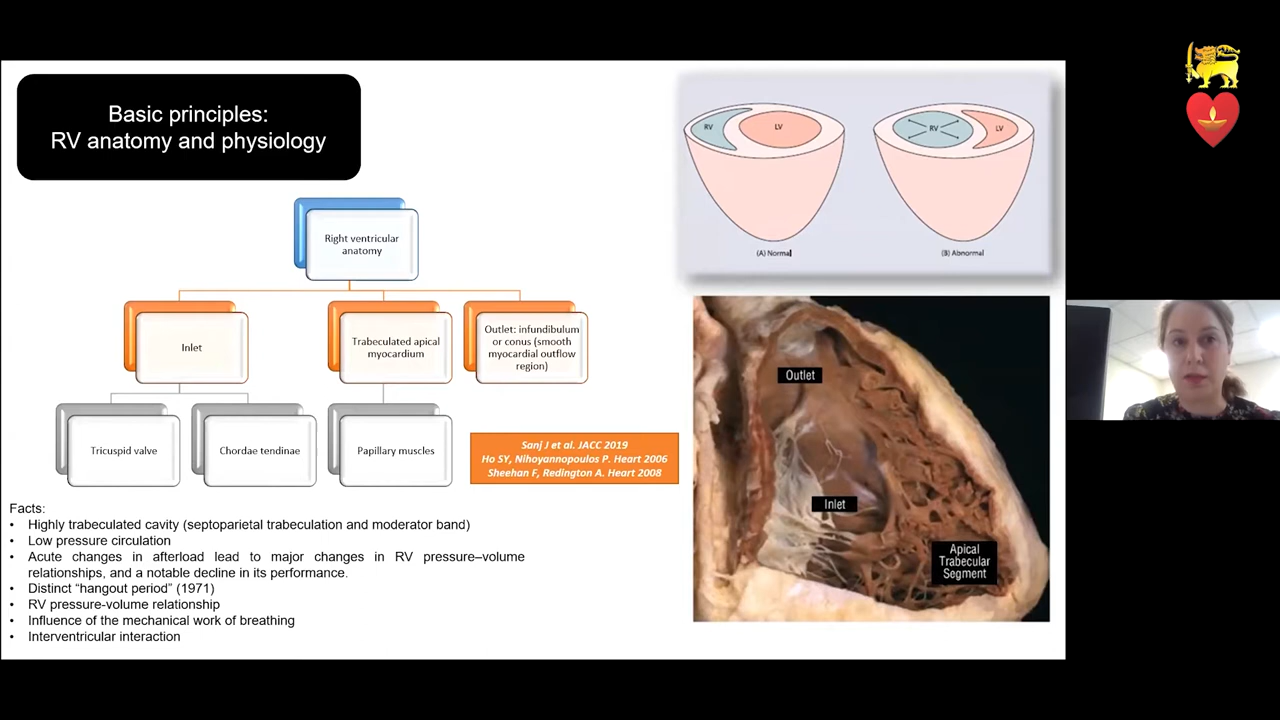 Basic principles:
RV anatomy and physiology
Right ventricular
anatomy
Inlet
Trabeculated apical
myocardium
Outlet: infundibulum
or conus (smooth
myocardial outflow
region)
Tricuspid valve
Chordae tendinae
Papillary muscles
Sanj J et al. JACC 2019
Ho SY, Nihoyannopoulos P. Heart 2006
Sheehan F, Redington A. Heart 2008
Facts:
• Highly trabeculated cavity (septoparietal trabeculation and moderator band)
• Low pressure circulation
• Acute changes in afterload lead to major changes in RV pressure–volume
relationships, and a notable decline in its performance.
• Distinct “hangout period” (1971)
• RV pressure-volume relationship
• Influence of the mechanical work of breathing
• Interventricular interaction
RV
LV
RV
LV
(A) Normal
(B) Abnormal
Outlet
Inlet
Apical
Trabecular
Segment